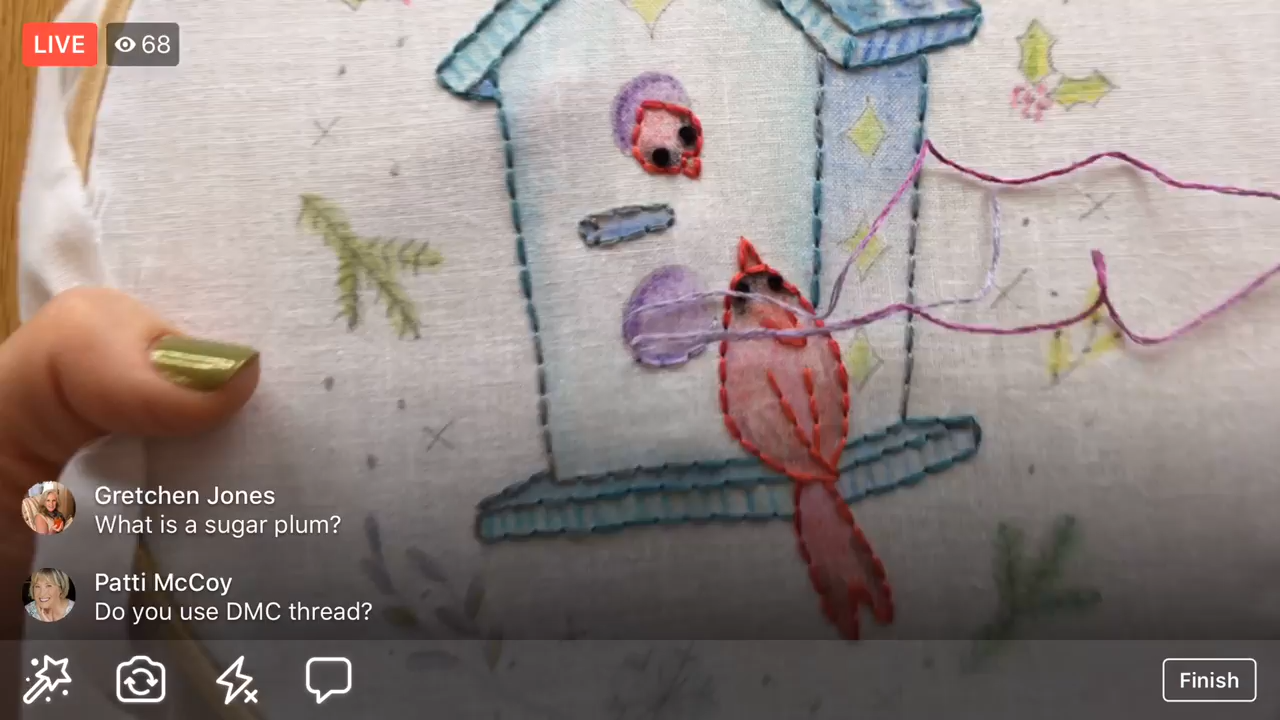 LIVE
68
Gretchen Jones
What is a sugar plum?
Patti McCoy
Do you use DMC thread?
Finish